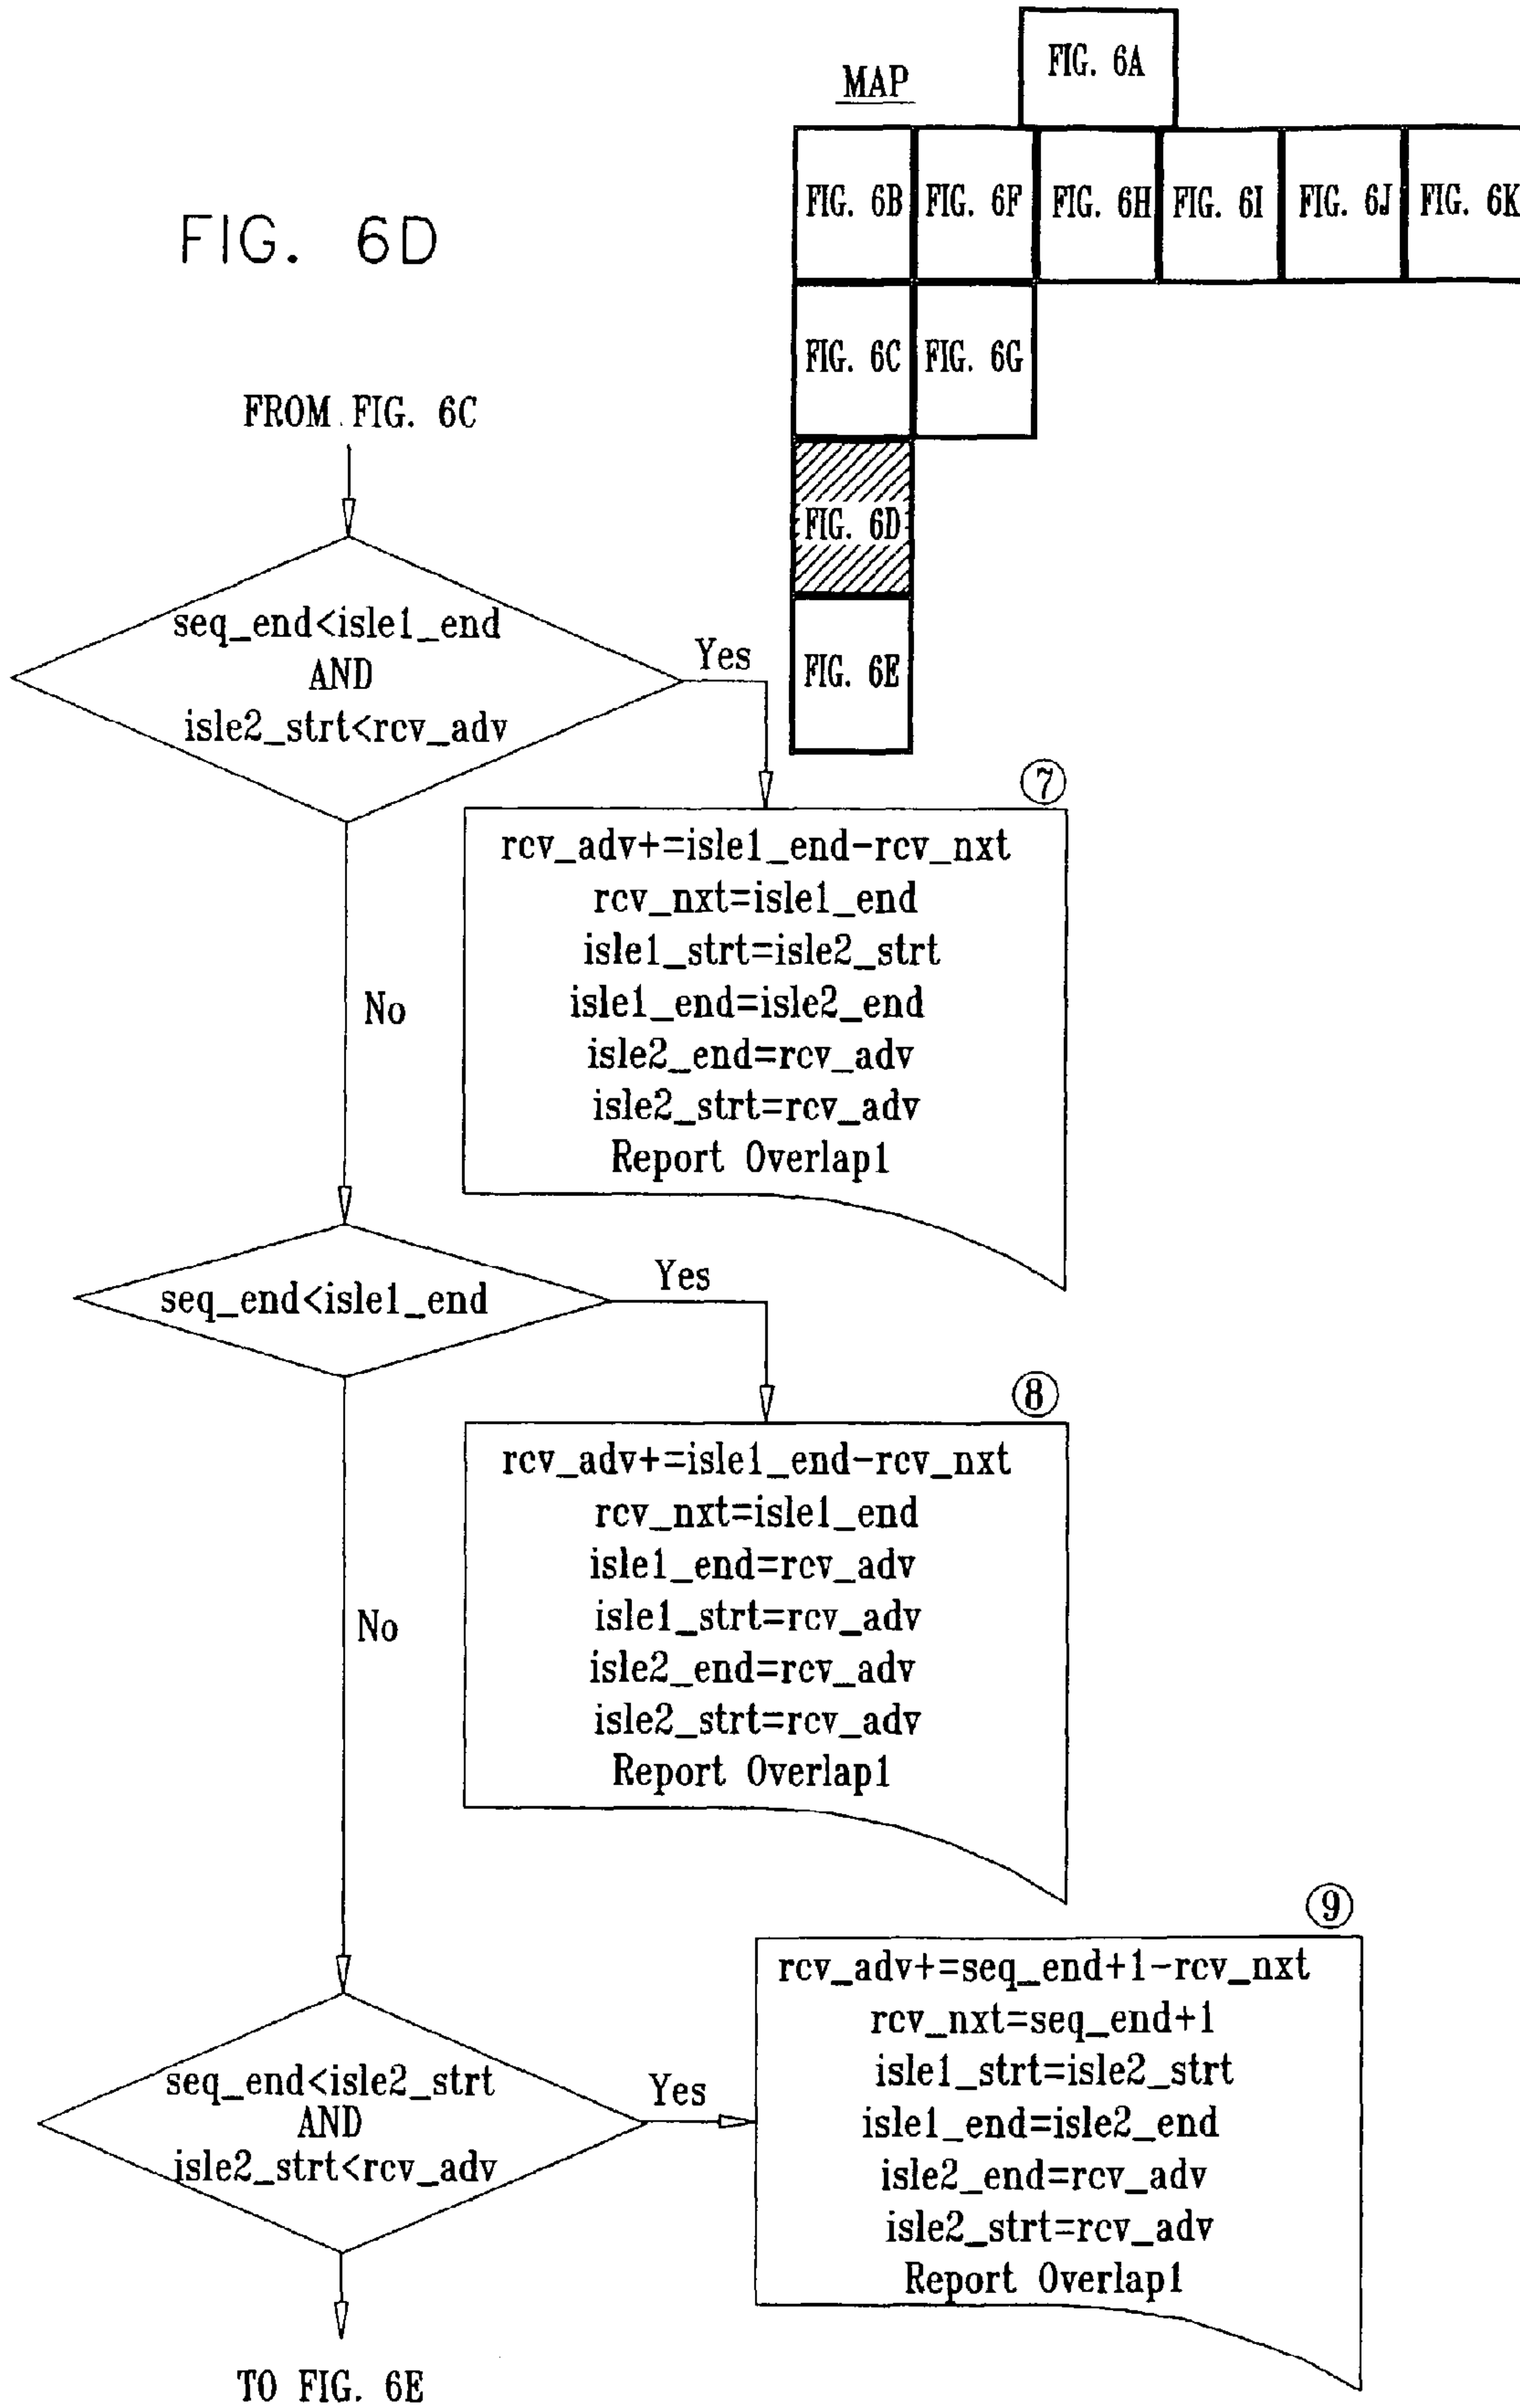 FIG. 6A
MAP
FIG. 6B
FIG. 6F
FIG. 6H
FIG. 6I
FIG. 6J
FIG. 6K
FIG. 6D
FIG. 6C
FIG. 6G
FROM FIG. 6C
FIG. 6D
FIG. 6E
seq_end<isle1_end
AND
isle2_strt<rcv_adv
Yes
7
rcv_adv+=isle1_end-rcv_nxt
rcv_nxt=isle1_end
isle1_strt=isle2_strt
isle1_end=isle2_end
isle2_end=rcv_adv
isle2_strt=rcv_adv
Report Overlap1
No
seq_end<isle1_end
Yes
8
rcv_adv+=isle1_end-rcv_nxt
rcv_nxt=isle1_end
isle1_end=rcv_adv
isle1_strt=rcv_adv
isle2_end=rcv_adv
isle2_strt=rcv_adv
Report Overlap1
No
seq_end<isle2_strt
AND
isle2_strt<rcv_adv
Yes
9
rcv_adv+=seq_end+1-rcv_nxt
rcv_nxt=seq_end+1
isle1_strt=isle2_strt
isle1_end=isle2_end
isle2_end=rcv_adv
isle2_strt=rcv_adv
Report Overlap1
TO FIG. 6E